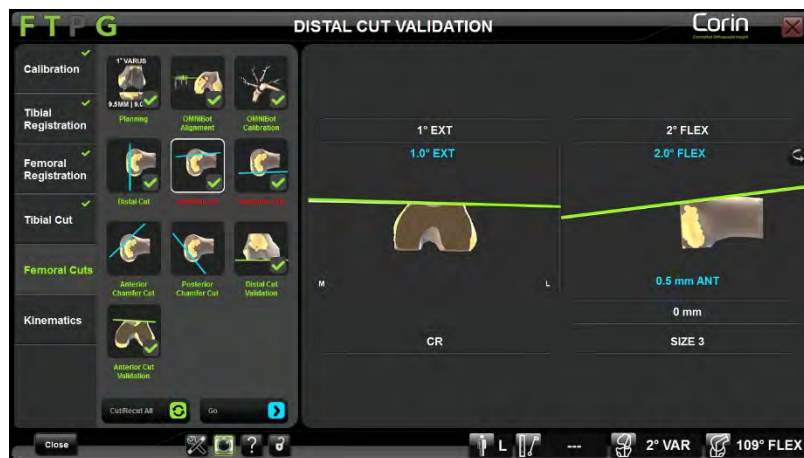 F T P G
DISTAL CUT VALIDATION
Corin
Calibration
Tibial
Registration
Femoral
Registration
Tibial Cut
Femoral Cuts
Kinematics
1° VARUS
Planning
OMNIBot
Alignment
OMNIBot
Calibration
Distal Cut
Anterior
Chamfer Cut
Posterior
Chamfer Cut
Distal Cut
Validation
Anterior Cut
Validation
Cut/Recut All
Go
1° EXT
1.0° EXT
M
L
CR
2° FLEX
2.0° FLEX
0.5 mm ANT
0 mm
SIZE 3
Close
?
L
---
2° VAR
109° FLEX